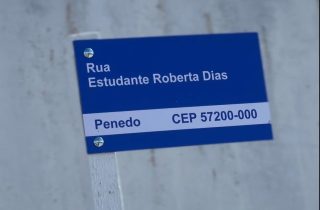 Rua
Estudante Roberta Dias
Penedo CEP 57200-000